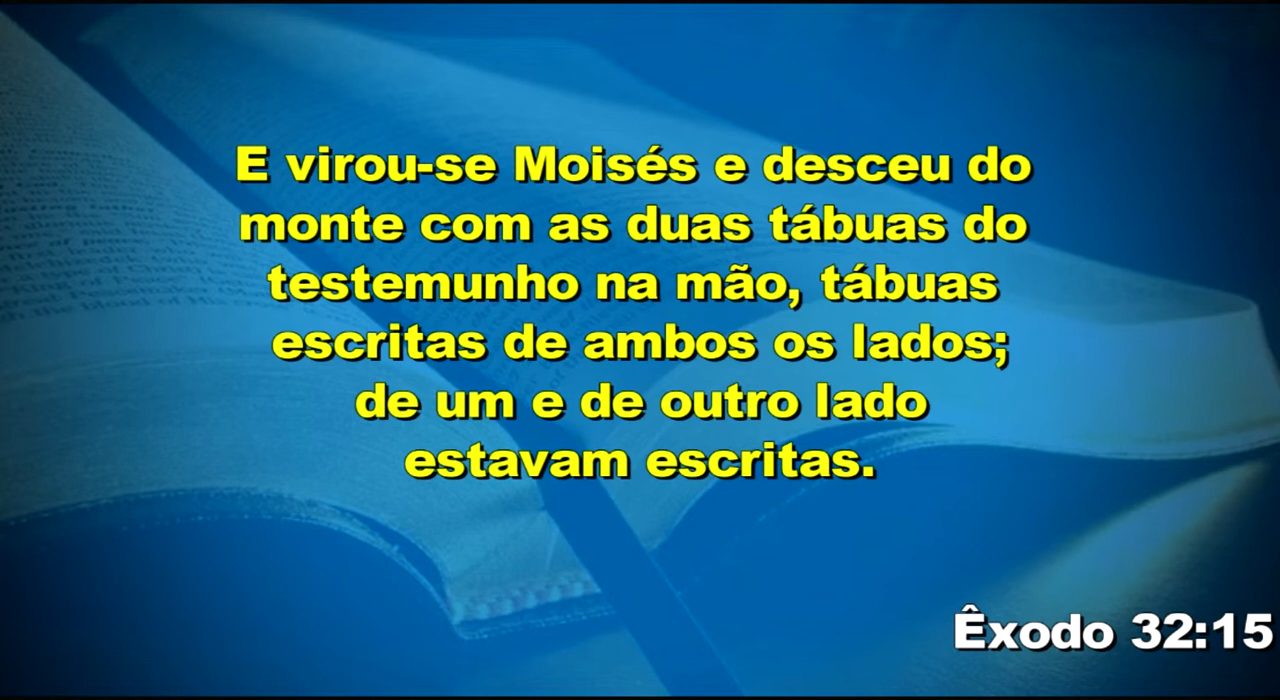 E virou-se Moisés e desceu do
monte com as duas tábuas do
testemunho na mão, tábuas
escritas de ambos os lados;
de um e de outro lado
estavam escritas.
Êxodo 32:15